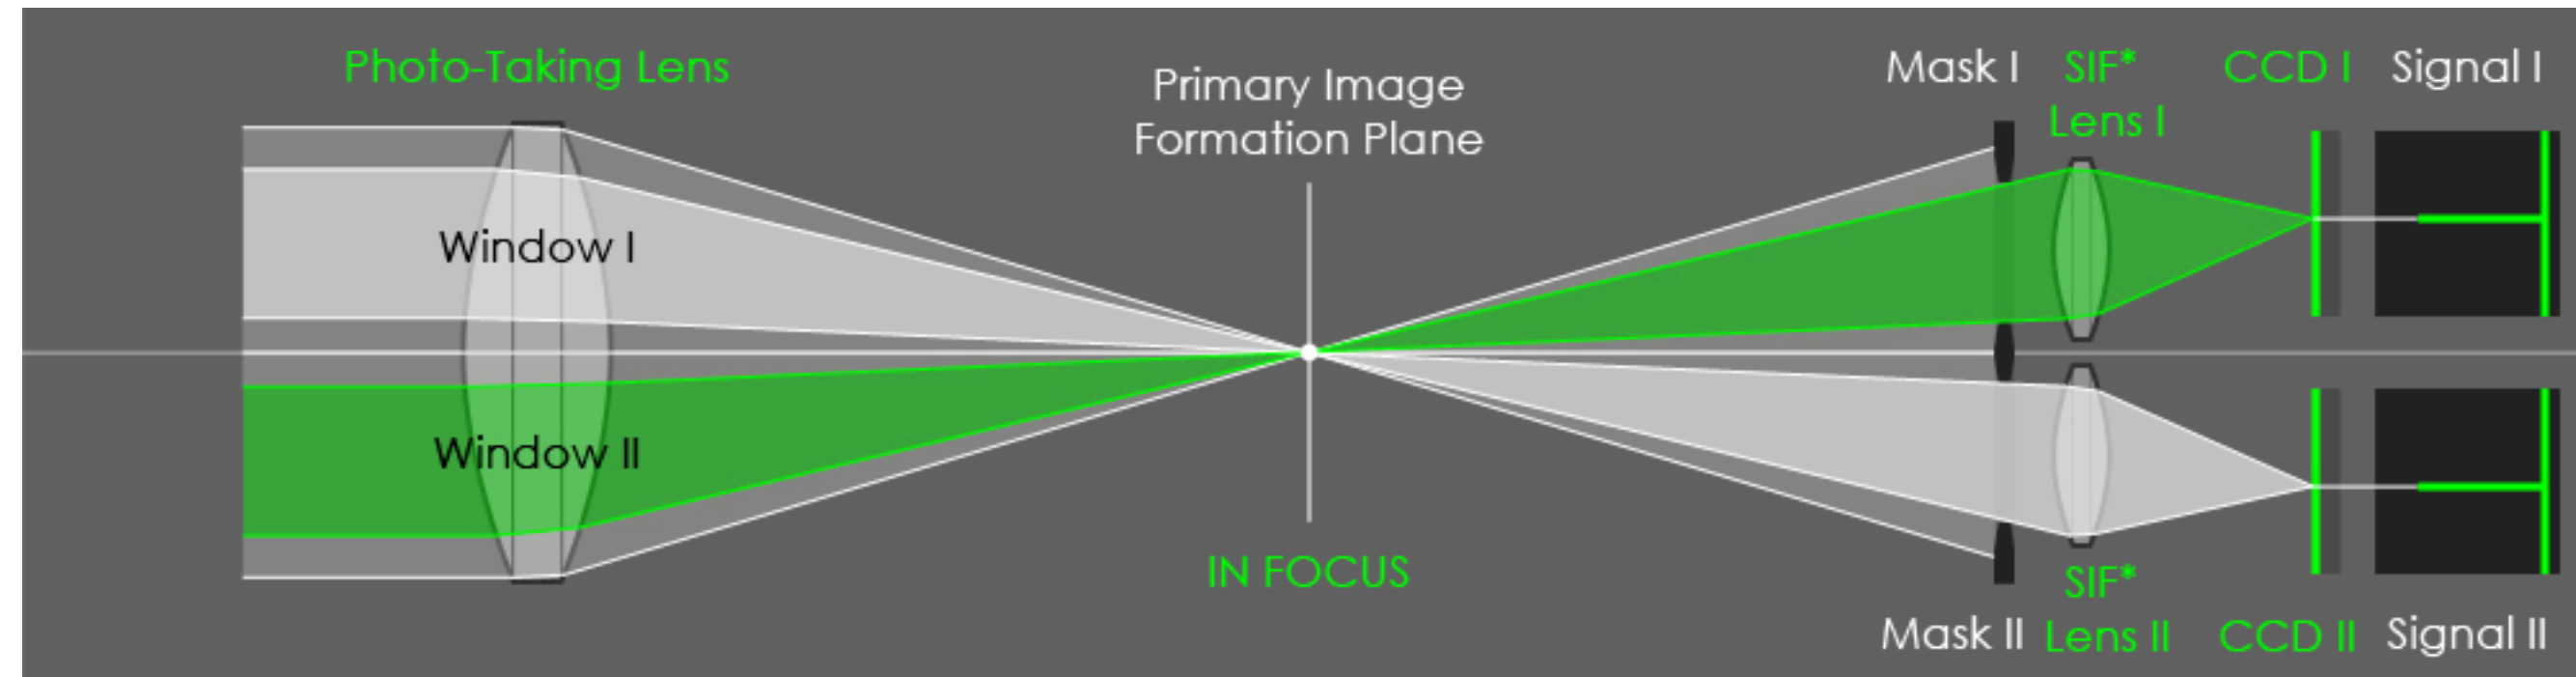 Photo-Taking Lens
Primary Image
Formation Plane
Mask I
SIF*
Lens I
CCD I
Signal I
Window I
Window II
IN FOCUS
SIF*
Mask II
Lens II
CCD II
Signal II